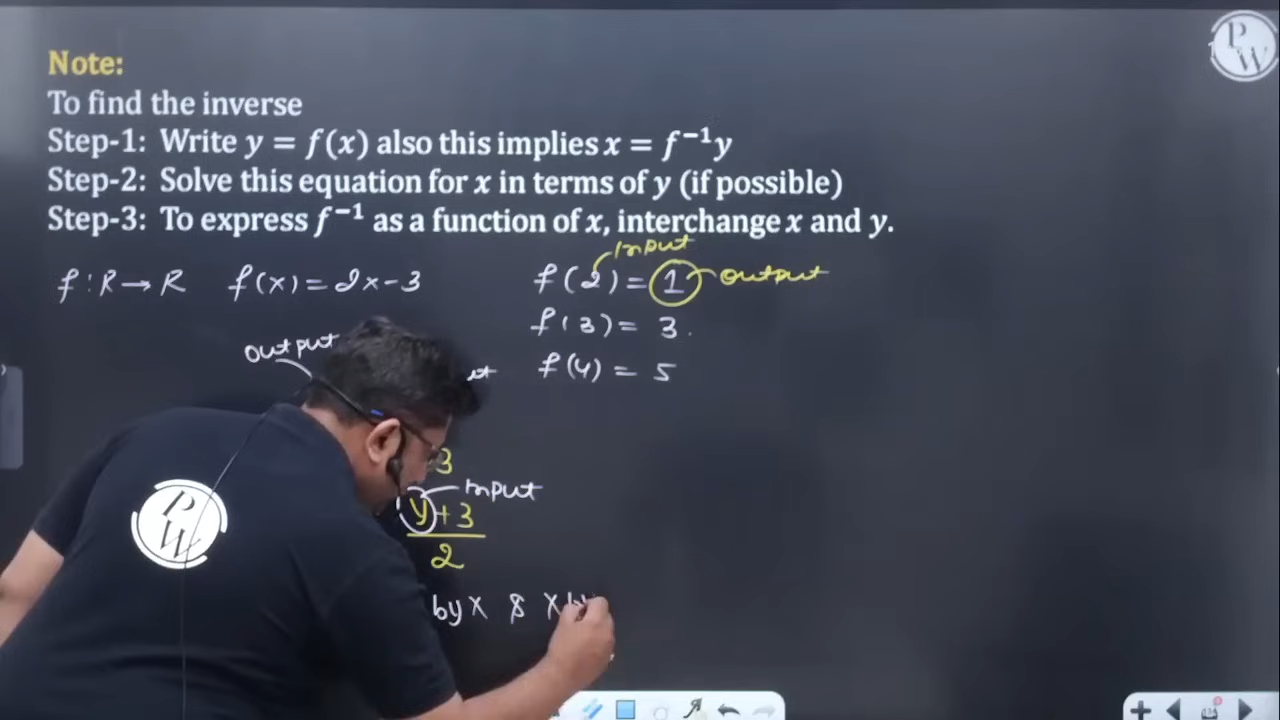 P
W
Note:
To find the inverse
Step-1: Write y = f(x) also this implies x = f⁻¹y
Step-2: Solve this equation for x in terms of y (if possible)
Step-3: To express f⁻¹ as a function of x, interchange x and y.
f : R → R f(x) = 2x-3
Input
f(2) = 1 output
f(3) = 3.
f(4) = 5
output
3
Input
y+3
2
by x & x by
P
W